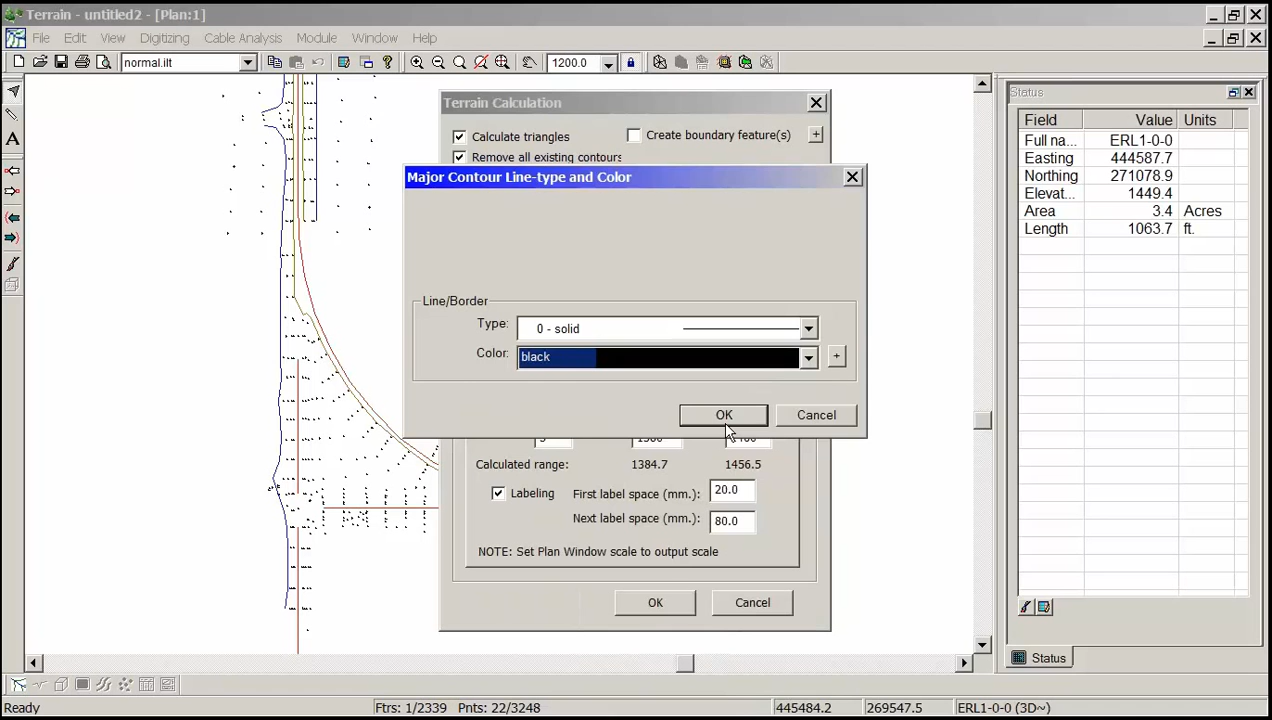 Terrain - untitled2 - [Plan:1]
File Edit View Digitizing Cable Analysis Module Window Help
normal.ilt 1200.0
Status
Terrain Calculation
Field Value Units
Full na... ERL1-0-0
Easting 444587.7
Northing 271078.9
Elevat... 1449.4
Area 3.4 Acres
Length 1063.7 ft.
Calculate triangles Create boundary feature(s) +
Remove all existing contours
Major Contour Line-type and Color
Line/Border
Type: 0 - solid
Color: black +
OK Cancel
Calculated range: 1384.7 1456.5
Labeling First label space (mm.): 20.0
Next label space (mm.): 80.0
NOTE: Set Plan Window scale to output scale
OK Cancel
Status
Ready Ftrs: 1/2339 Pnts: 22/3248 445484.2 269547.5 ERL1-0-0 (3D~)